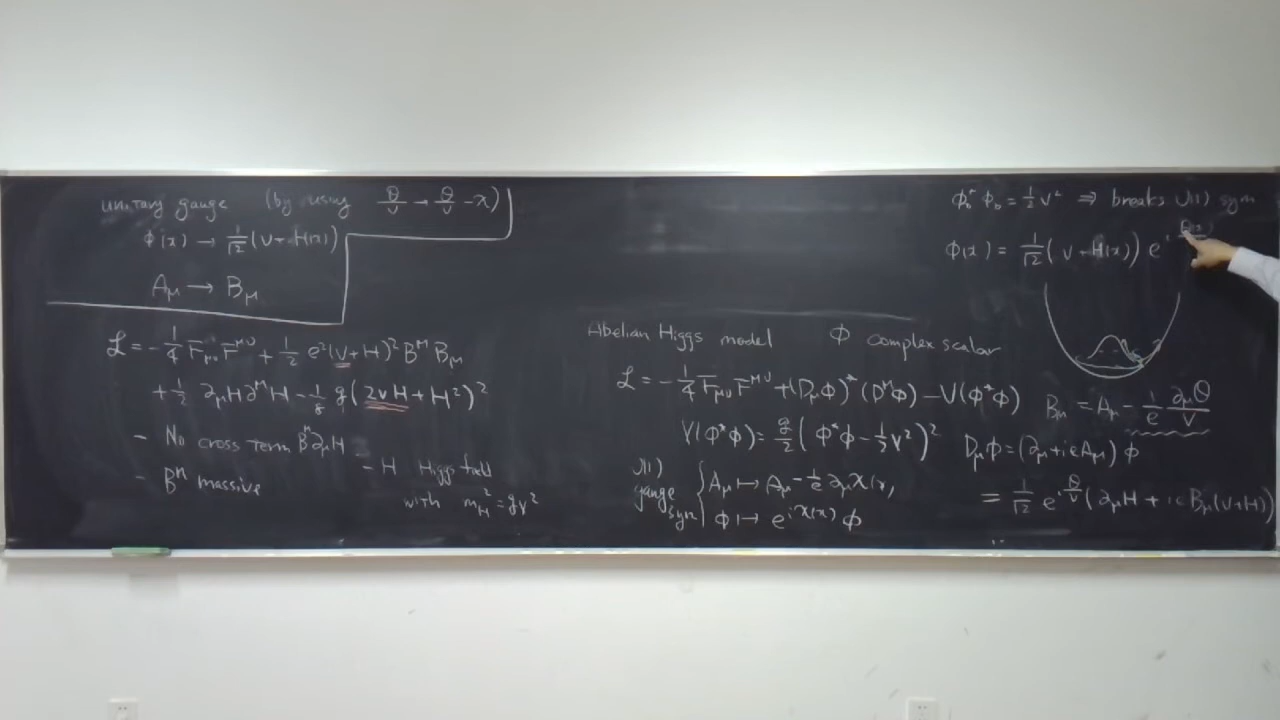 unitary gauge (by using θ/v → θ/v - χ)
ϕ(x) → 1/√2 (v + H(x))
A_μ → B_μ
ℒ = -1/4 F_μν F^μν + 1/2 e²(v+H)² B^μ B_μ
+ 1/2 ∂_μH ∂^μH - 1/8 g(2vH + H²)²
- No cross term B^μ ∂_μH
- B^μ massive
- H Higgs field
with m_H² = gv²
Abelian Higgs model ϕ complex scalar
ℒ = -1/4 F_μν F^μν + (D_μϕ)* (D^μϕ) - V(ϕ*ϕ)
V(ϕ*ϕ) = g/2 (ϕ*ϕ - 1/2 v²)²
U(1) gauge sym { A_μ ↦ A_μ - 1/e ∂_μ χ(x)
ϕ ↦ e^{iχ(x)} ϕ
ϕ₀* ϕ₀ = 1/2 v² ⇒ breaks U(1) sym
ϕ(x) = 1/√2 (v + H(x)) e^i
B_μ = A_μ - 1/e ∂_μθ/v
D_μϕ = (∂_μ + ieA_μ) ϕ
= 1/√2 e^{iθ/v} (∂_μH + ieB_μ(v+H))